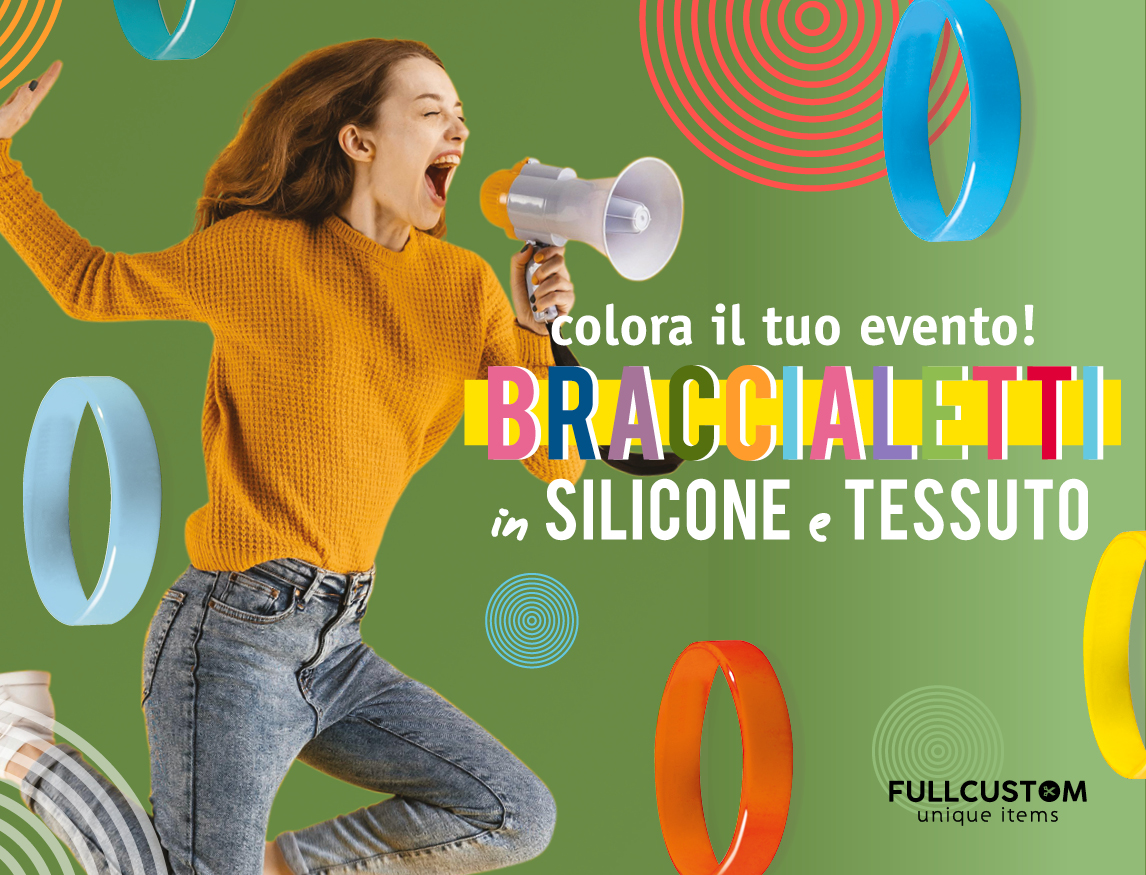 colora il tuo evento!
BRACCIALETTI
in SILICONE e TESSUTO
FULLCUSTOM
unique items